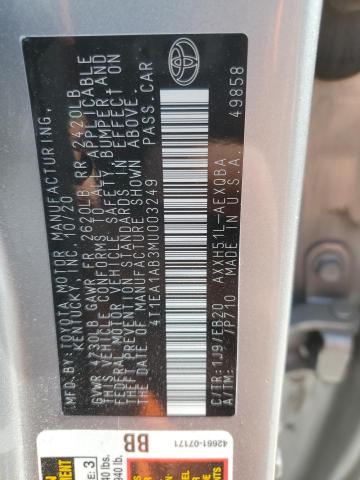 MFD.BY:TOYOTA MOTOR MANUFACTURING,
KENTUCKY, INC. 10/20
GVWR 4730LB GAWR FR 2620LB RR 2420LB
THIS VEHICLE CONFORMS TO ALL APPLICABLE
FEDERAL MOTOR VEHICLE SAFETY, BUMPER, AND
THEFT PREVENTION STANDARDS IN EFFECT ON
THE DATE OF MANUFACTURE SHOWN ABOVE.
4T1EA1AB3MU003249 PASS.CAR
C/TR:1J9/EB20 AXXH51L-AEXQBA
A/TM: /P710 MADE IN U.S.A.
49858
42661-07171
BB